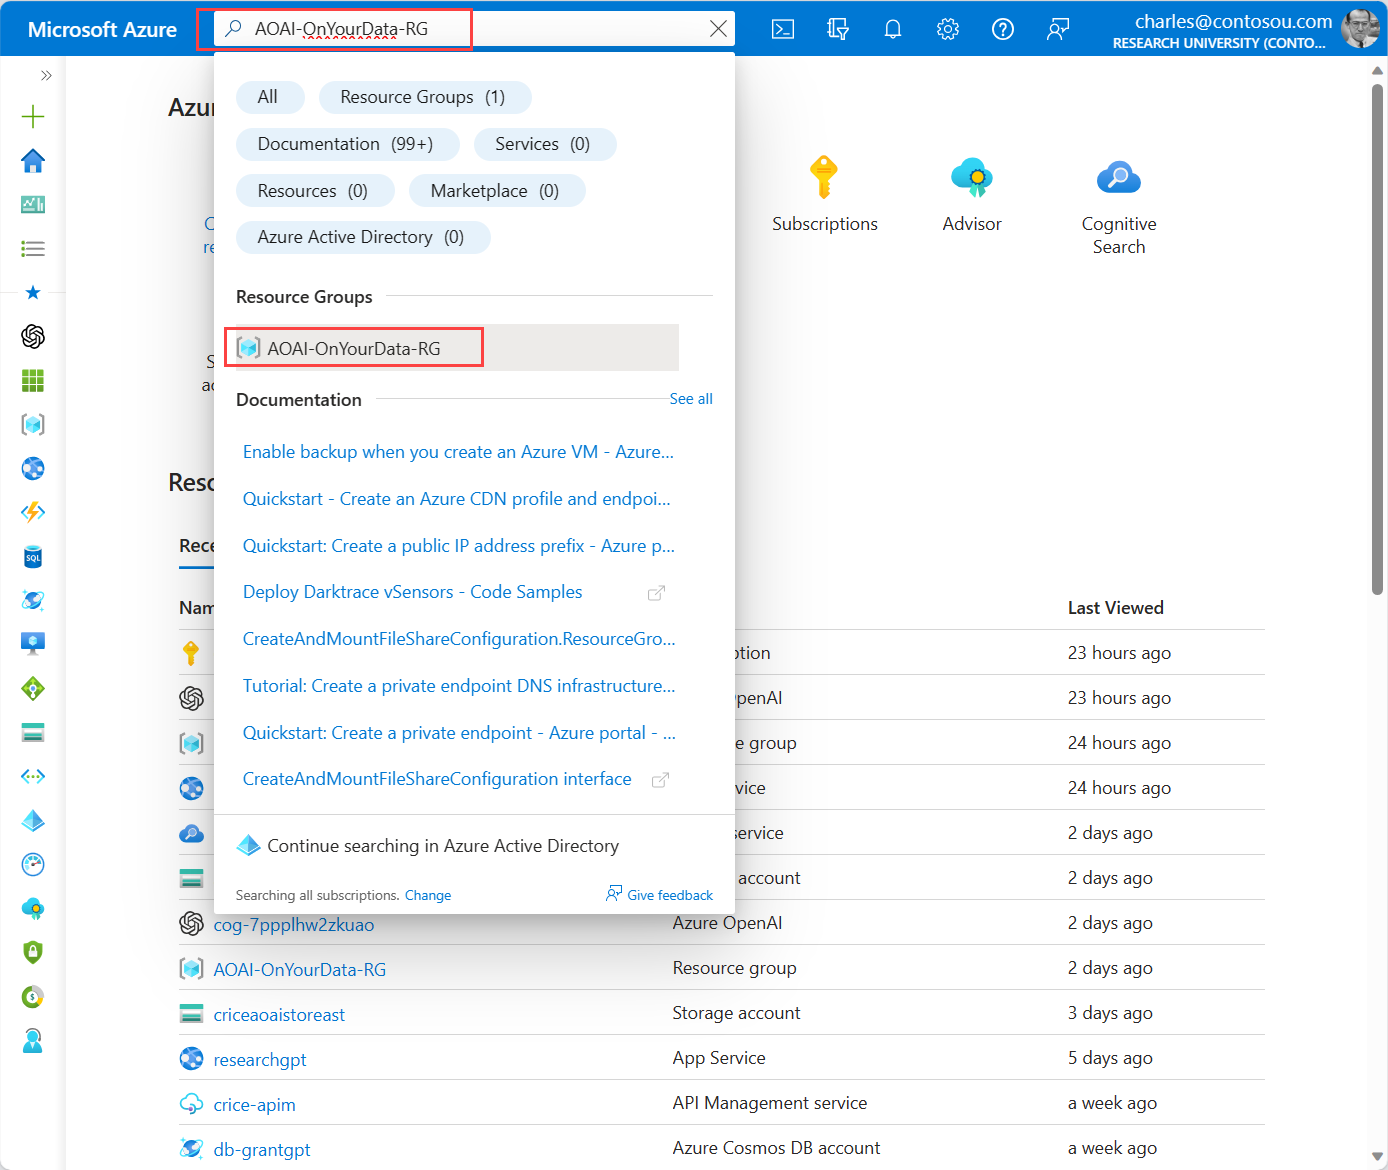 Microsoft Azure
AOAI-OnYourData-RG
charles@contosou.com
RESEARCH UNIVERSITY (CONTO...
All
Resource Groups (1)
Documentation (99+)
Services (0)
Resources (0)
Marketplace (0)
Azure Active Directory (0)
Subscriptions
Advisor
Cognitive
Search
Resource Groups
AOAI-OnYourData-RG
Documentation
See all
Enable backup when you create an Azure VM - Azure...
Quickstart - Create an Azure CDN profile and endpoi...
Quickstart: Create a public IP address prefix - Azure p...
Deploy Darktrace vSensors - Code Samples
CreateAndMountFileShareConfiguration.ResourceGro...
Tutorial: Create a private endpoint DNS infrastructure...
Quickstart: Create a private endpoint - Azure portal - ...
CreateAndMountFileShareConfiguration interface
Continue searching in Azure Active Directory
Searching all subscriptions. Change
Give feedback
Last Viewed
23 hours ago
penAI 23 hours ago
e group 24 hours ago
vice 24 hours ago
service 2 days ago
account 2 days ago
cog-7ppplhw2zkuao Azure OpenAI 2 days ago
AOAI-OnYourData-RG Resource group 2 days ago
criceaoaistoreast Storage account 3 days ago
researchgpt App Service 5 days ago
crice-apim API Management service a week ago
db-grantgpt Azure Cosmos DB account a week ago